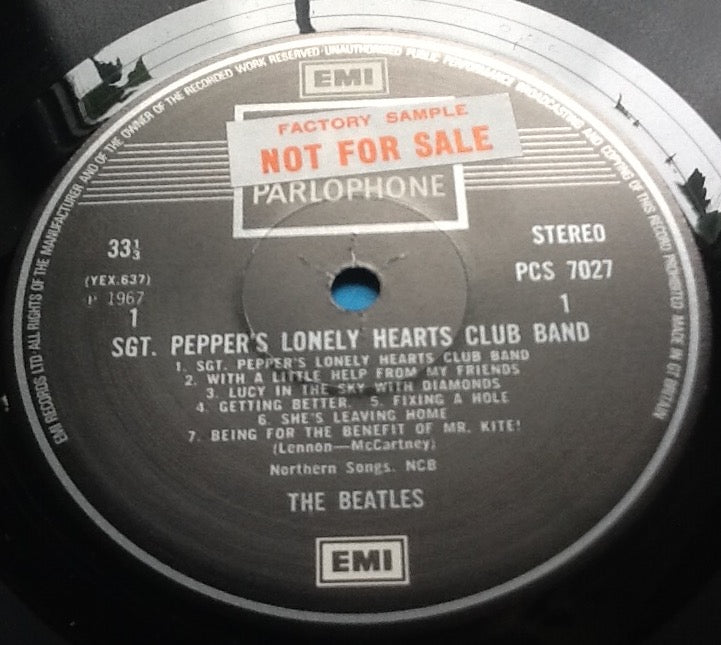 EMI RECORDS LTD·ALL RIGHTS OF THE MANUFACTURER AND OF THE OWNER OF THE RECORDED WORK RESERVED·UNAUTHORISED PUBLIC PERFORMANCE BROADCASTING AND COPYING OF THIS RECORD PROHIBITED MADE IN GT BRITAIN
EMI
FACTORY SAMPLE
NOT FOR SALE
PARLOPHONE
33⅓
STEREO
(YEX.637)
PCS 7027
℗ 1967
1
1
SGT. PEPPER'S LONELY HEARTS CLUB BAND
1. SGT. PEPPER'S LONELY HEARTS CLUB BAND
2. WITH A LITTLE HELP FROM MY FRIENDS
3. LUCY IN THE SKY WITH DIAMONDS
4. GETTING BETTER. 5. FIXING A HOLE
6. SHE'S LEAVING HOME
7. BEING FOR THE BENEFIT OF MR. KITE!
(Lennon—McCartney)
Northern Songs. NCB
THE BEATLES
EMI